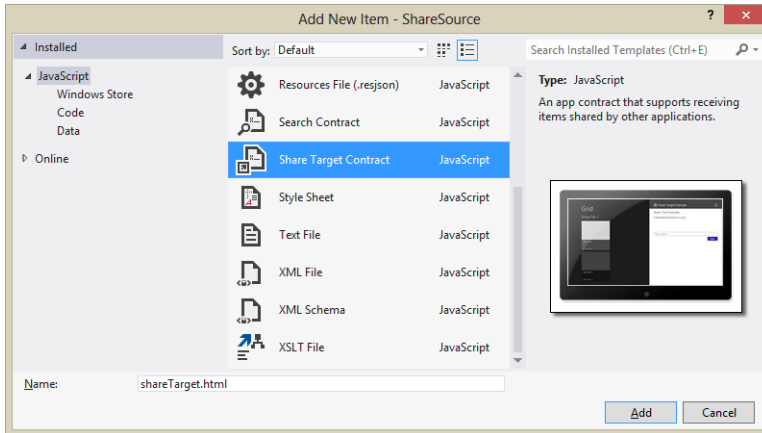 Add New Item - ShareSource
?
Installed
Sort by: Default
Search Installed Templates (Ctrl+E)
JavaScript
Windows Store
Code
Data
Online
Resources File (.resjson) JavaScript
Search Contract JavaScript
Share Target Contract JavaScript
Style Sheet JavaScript
Text File JavaScript
XML File JavaScript
XML Schema JavaScript
XSLT File JavaScript
Type: JavaScript
An app contract that supports receiving
items shared by other applications.
Grid
Name: shareTarget.html
Add Cancel